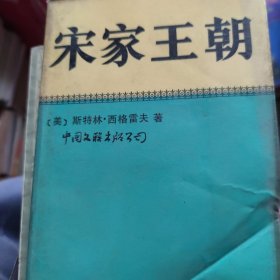 宋家王朝
〔美〕斯特林·西格雷夫 著
中国文联出版公司